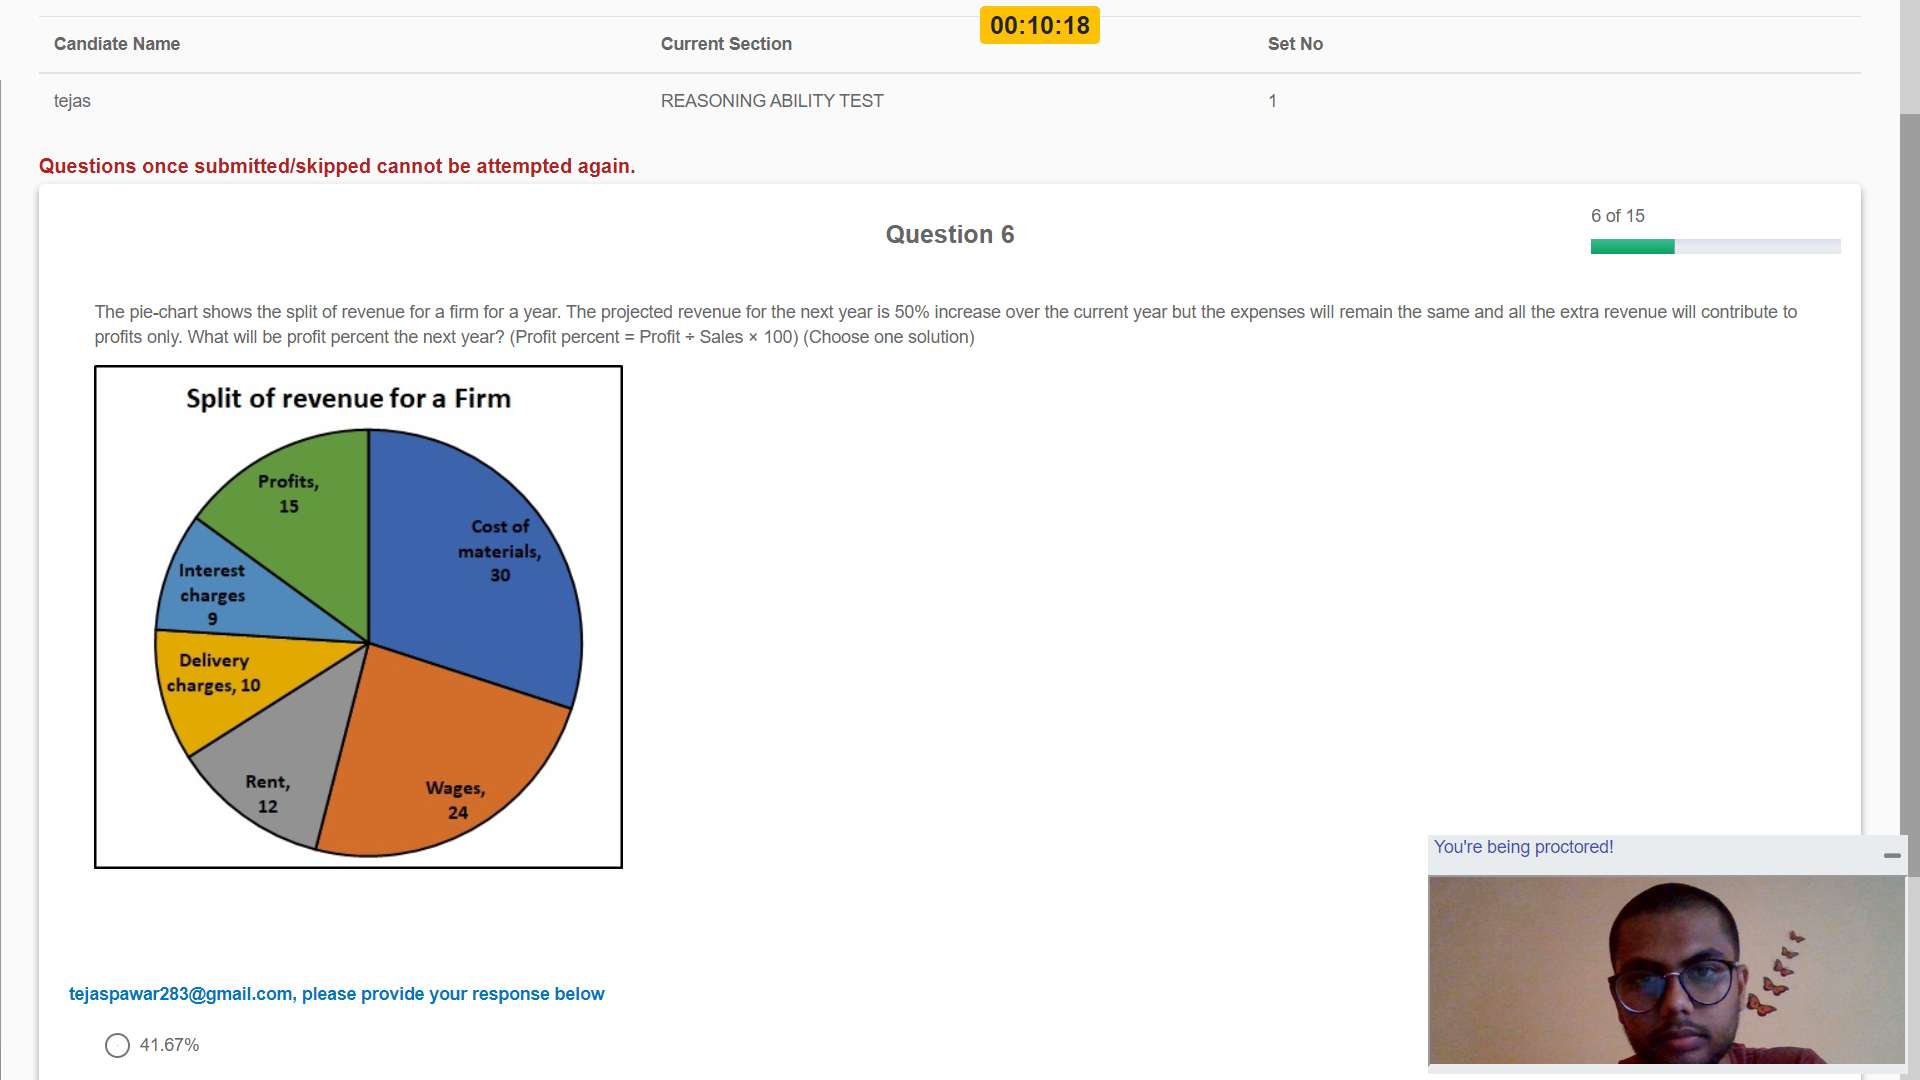 00:10:18
Candiate Name Current Section Set No
tejas REASONING ABILITY TEST 1
Questions once submitted/skipped cannot be attempted again.
6 of 15
Question 6
The pie-chart shows the split of revenue for a firm for a year. The projected revenue for the next year is 50% increase over the current year but the expenses will remain the same and all the extra revenue will contribute to
profits only. What will be profit percent the next year? (Profit percent = Profit ÷ Sales × 100) (Choose one solution)
Split of revenue for a Firm
Profits,
15
Cost of
materials,
30
Interest
charges
9
Delivery
charges, 10
Rent,
12
Wages,
24
You're being proctored!
tejaspawar283@gmail.com, please provide your response below
41.67%